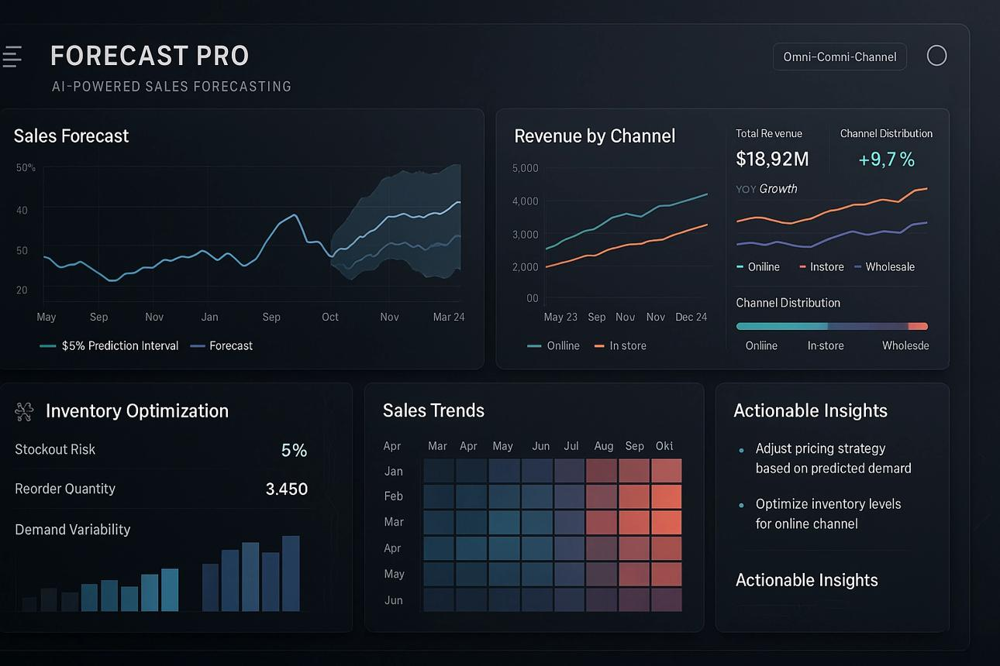 FORECAST PRO
AI-POWERED SALES FORECASTING
Omni-Comni-Channel
Sales Forecast
50%
40
50
20
May Sep Nov Jan Sep Oct Nov Mar 24
$5% Prediction Interval Forecast
Revenue by Channel
5,000
4,000
3,000
2,000
00
May 23 Sep Nov Nov Dec 24
Onlline In store
Total Revenue
$18,92M
Channel Distribution
+9,7%
YOY Growth
Oniline Instore Wholesale
Channel Distribution
Onliine In-store Wholesde
Inventory Optimization
Stockout Risk 5%
Reorder Quantity 3.450
Demand Variability
Sales Trends
Apr Mar Apr May Jun Jul Aug Sep Oki
Jan
Feb
Mar
Apr
May
Jun
Actionable Insights
Adjust pricing strategy
based on predicted demard
Optimize inventory levels
for online channel
Actionable Insights